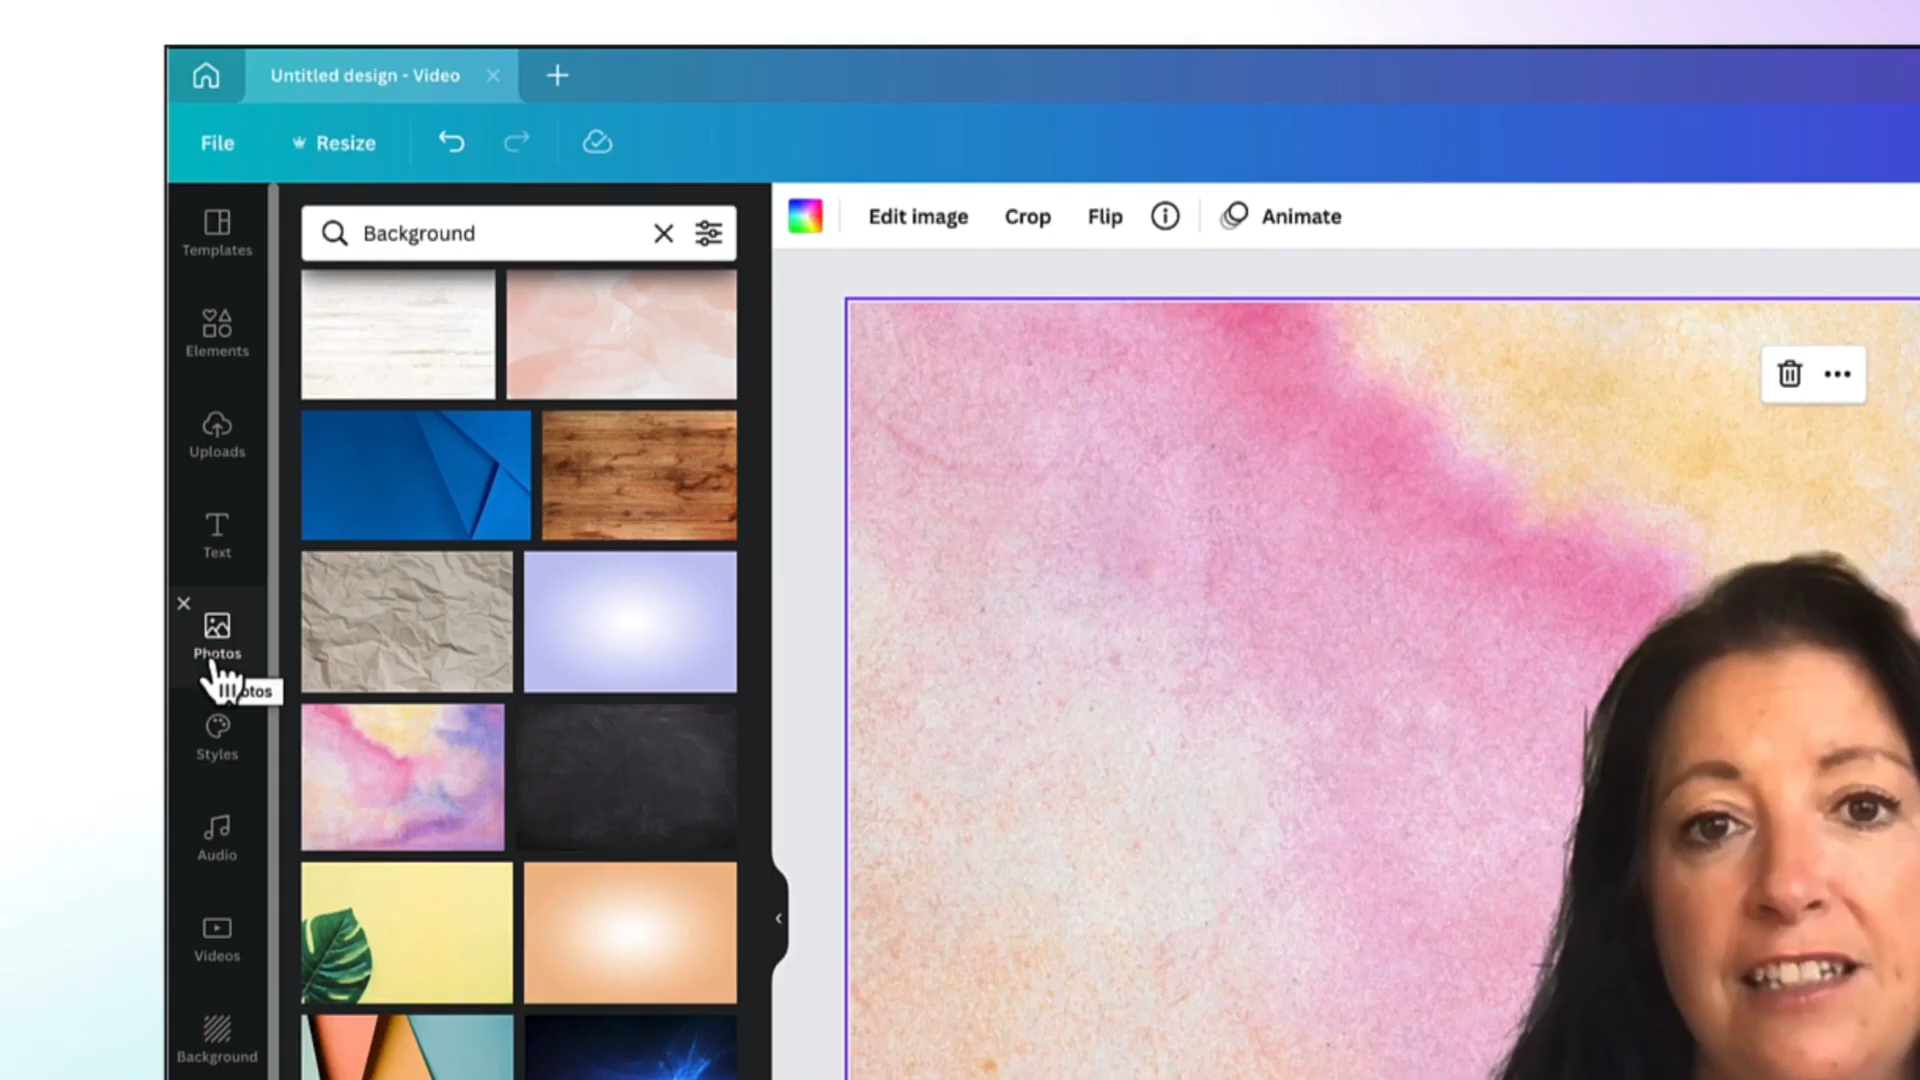 Untitled design - Video
File
Resize
Templates
Elements
Uploads
Text
Photos
Styles
Audio
Videos
Background
Background
Edit image
Crop
Flip
Animate